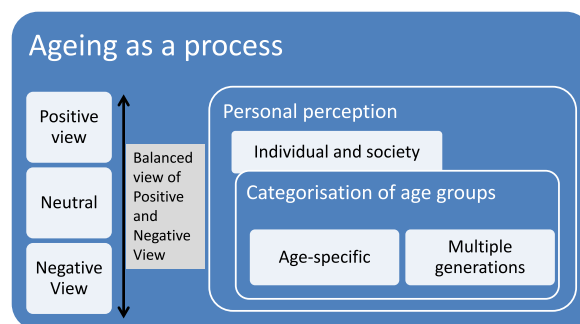 Ageing as a process
Positive
view
Neutral
Negative
View
Balanced
view of
Positive
and
Negative
View
Personal perception
Individual and society
Categorisation of age groups
Age-specific
Multiple
generations